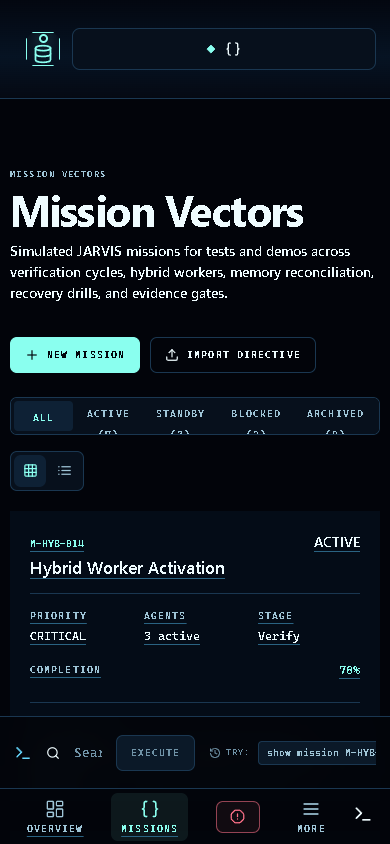 {}
MISSION VECTORS
Mission Vectors
Simulated JARVIS missions for tests and demos across
verification cycles, hybrid workers, memory reconciliation,
recovery drills, and evidence gates.
NEW MISSION
IMPORT DIRECTIVE
ALL
ACTIVE
STANDBY
BLOCKED
ARCHIVED
M-HYB-014
ACTIVE
Hybrid Worker Activation
PRIORITY
AGENTS
STAGE
CRITICAL
3 active
Verify
COMPLETION
78%
Sear
EXECUTE
TRY:
show mission M-HYB
OVERVIEW
{}
MISSIONS
MORE